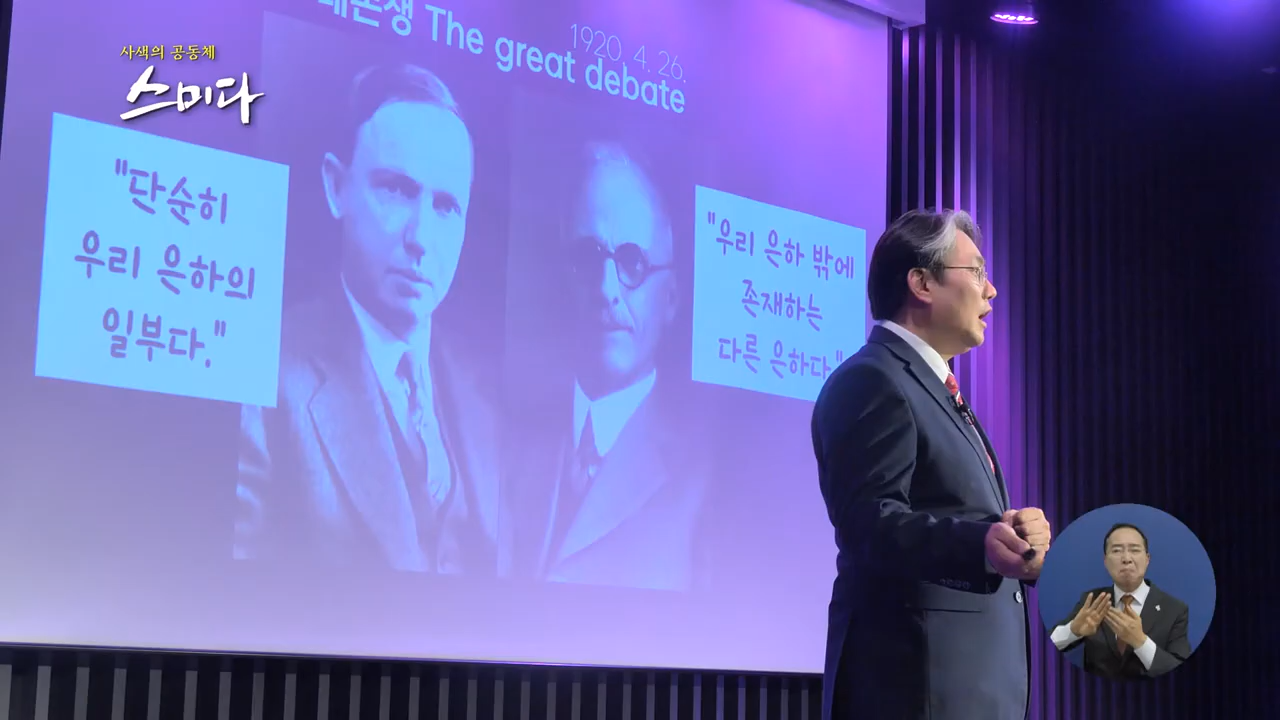 사색의 공동체
스미다
The great debate
1920. 4. 26.
"단순히
우리 은하의
일부다."
"우리 은하 밖에
존재하는
다른 은하다."